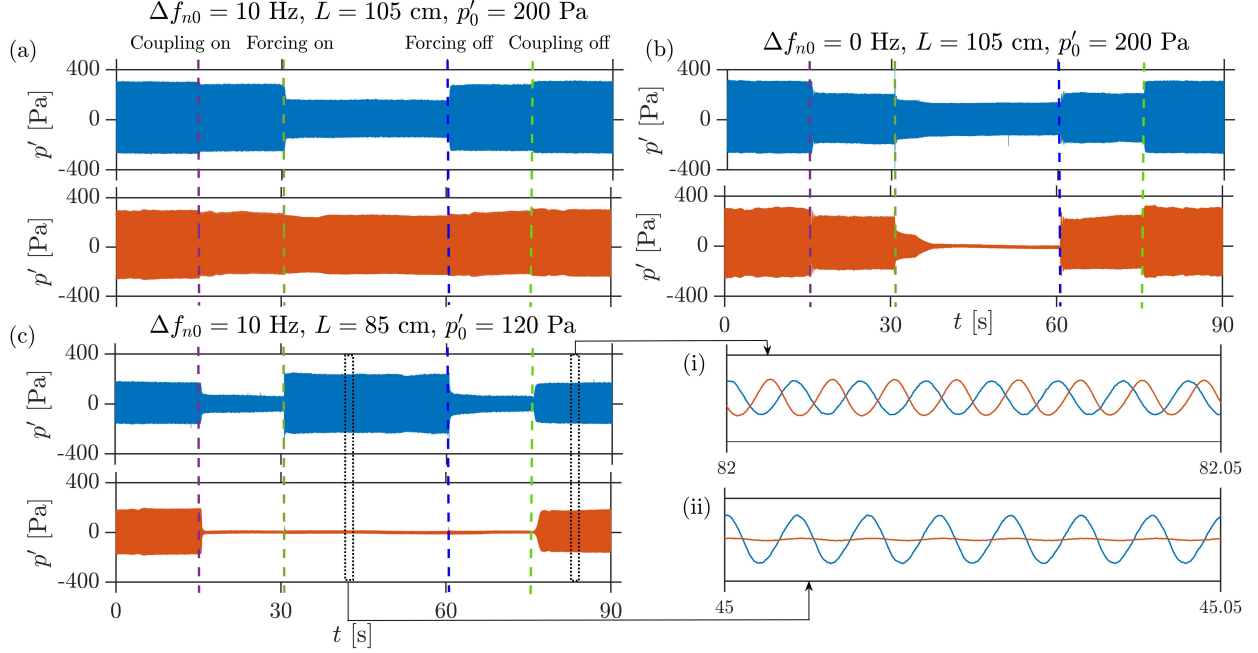 Δf_{n0} = 10 Hz, L = 105 cm, p'_0 = 200 Pa
(a)
Coupling on Forcing on Forcing off Coupling off
400
0
-400
p' [Pa]
400
0
-400
p' [Pa]
(b)
Δf_{n0} = 0 Hz, L = 105 cm, p'_0 = 200 Pa
400
0
-400
p' [Pa]
400
0
-400
p' [Pa]
0 30 60 90
t [s]
(c)
Δf_{n0} = 10 Hz, L = 85 cm, p'_0 = 120 Pa
400
0
-400
p' [Pa]
400
0
-400
p' [Pa]
0 30 60 90
t [s]
(i)
82 82.05
(ii)
45 45.05